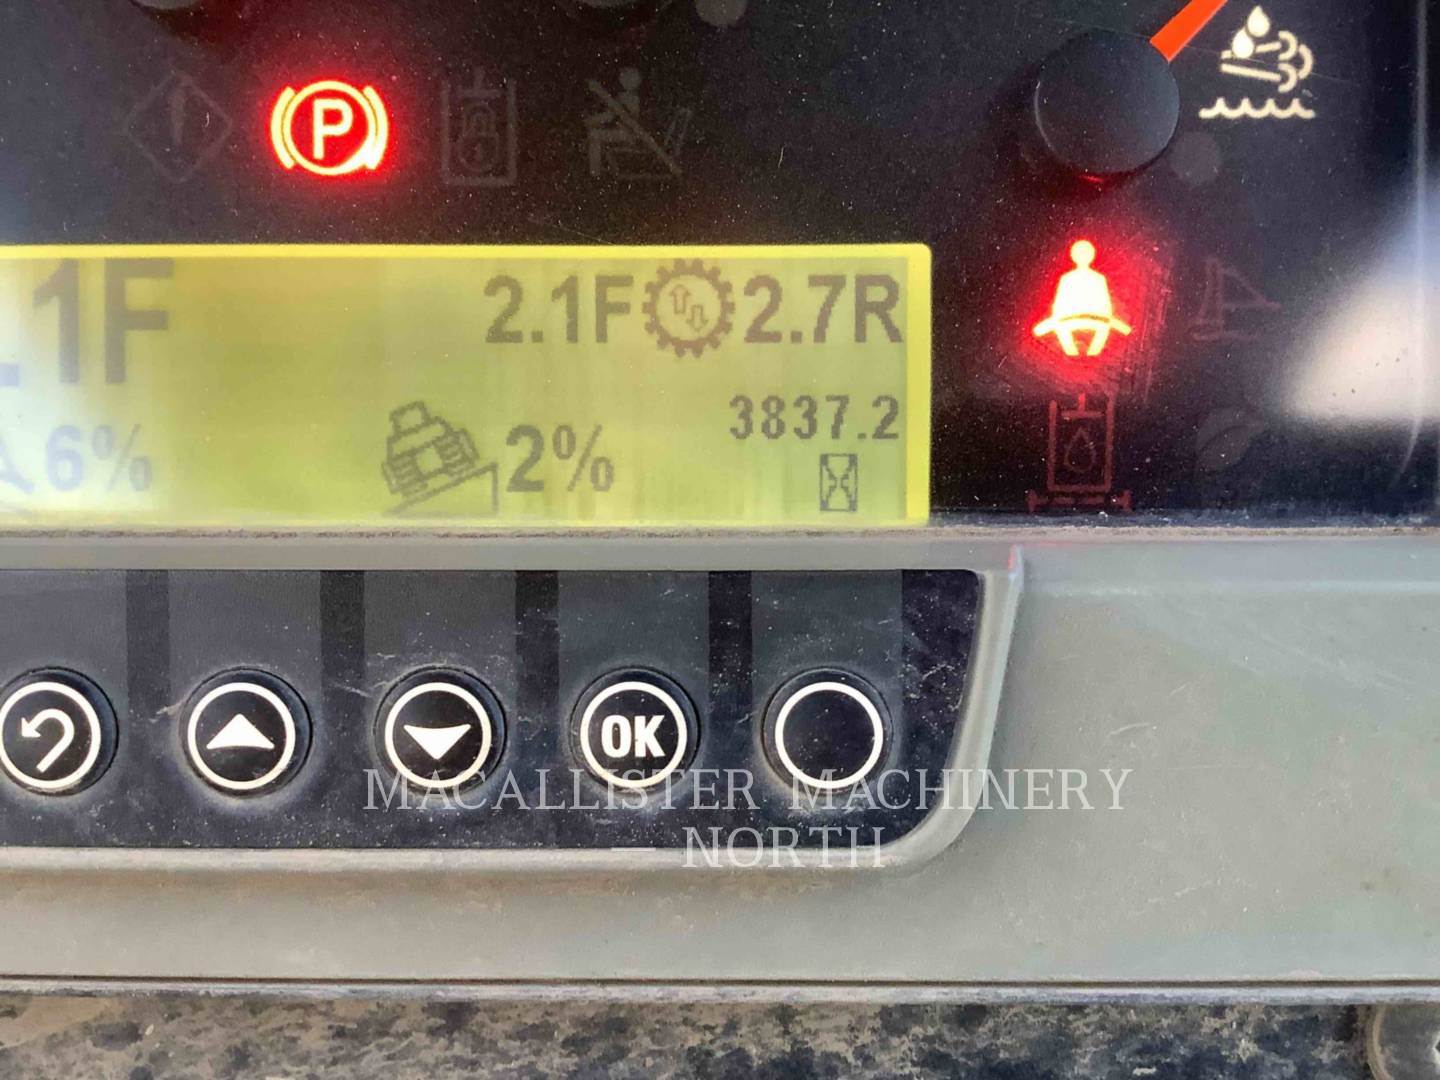 P
.1F
2.1F 2.7R
3837.2
6%
2%
OK
MACALLISTER MACHINERY
— NORTH